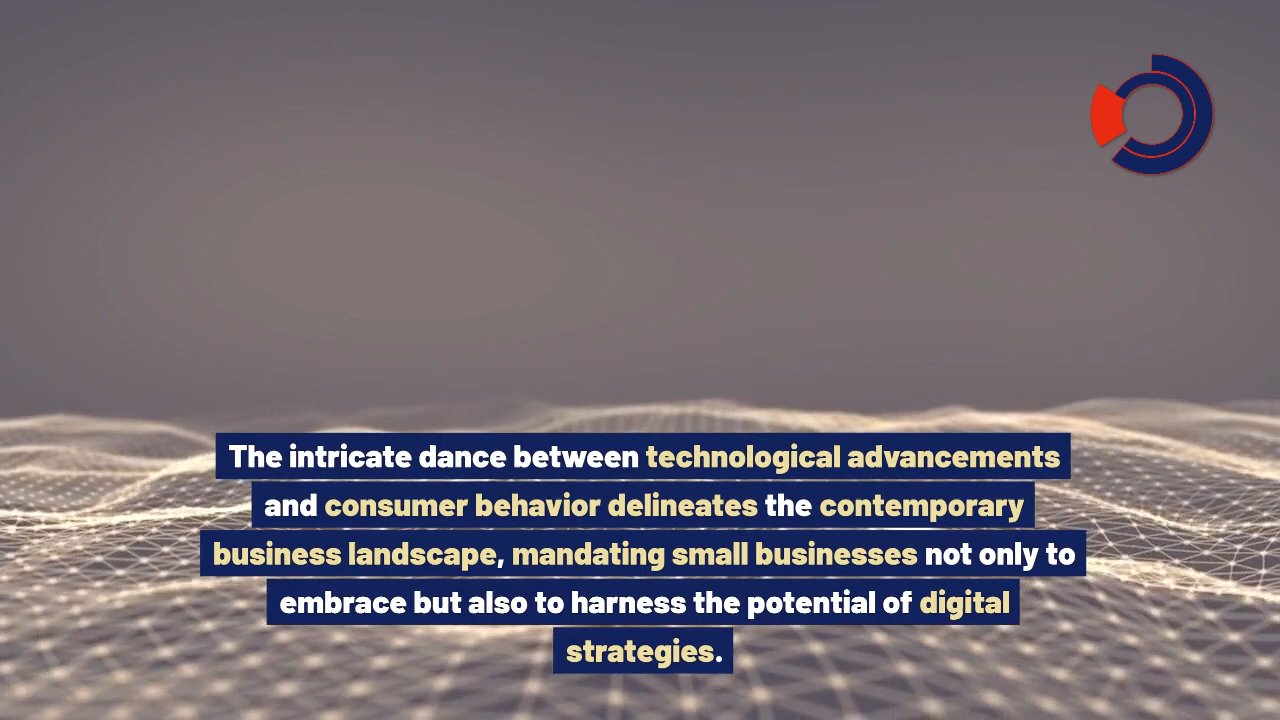 The intricate dance between technological advancements
and consumer behavior delineates the contemporary
business landscape, mandating small businesses not only to
embrace but also to harness the potential of digital
strategies.